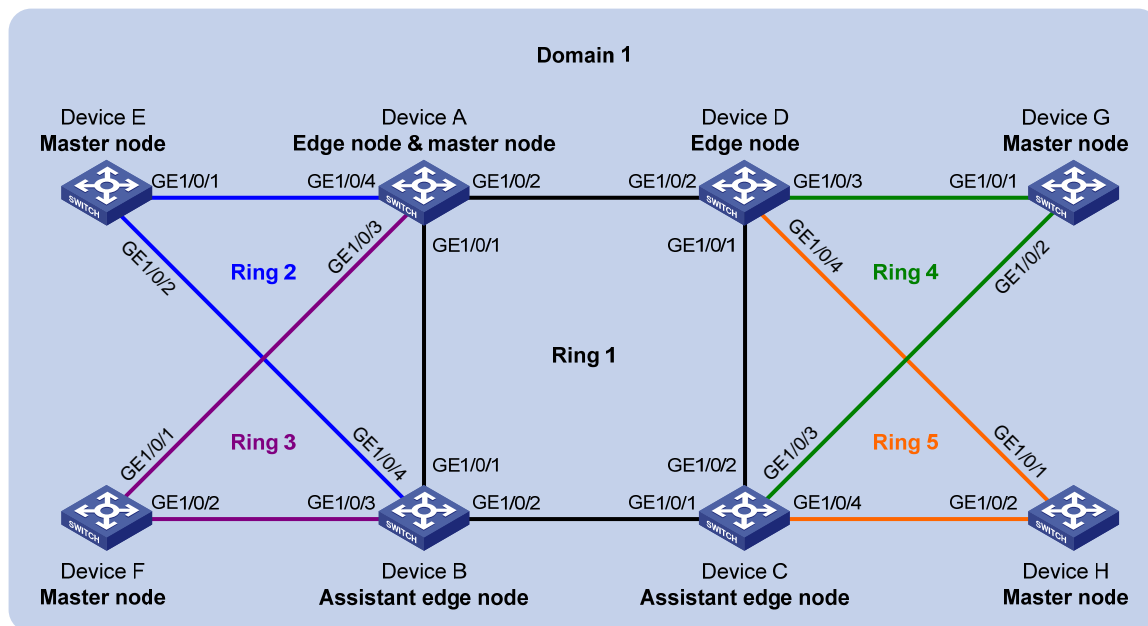 Domain 1
Device E
Master node
Device A
Edge node & master node
Device D
Edge node
Device G
Master node
SWITCH
GE1/0/1
GE1/0/4
SWITCH
GE1/0/2
GE1/0/2
SWITCH
GE1/0/3
GE1/0/1
SWITCH
GE1/0/2
GE1/0/3
GE1/0/1
GE1/0/1
GE1/0/4
GE1/0/2
Ring 2
Ring 4
Ring 1
Ring 3
Ring 5
GE1/0/1
GE1/0/4
GE1/0/1
GE1/0/2
GE1/0/3
GE1/0/1
SWITCH
GE1/0/2
GE1/0/3
SWITCH
GE1/0/2
GE1/0/1
SWITCH
GE1/0/4
GE1/0/2
SWITCH
Device F
Master node
Device B
Assistant edge node
Device C
Assistant edge node
Device H
Master node